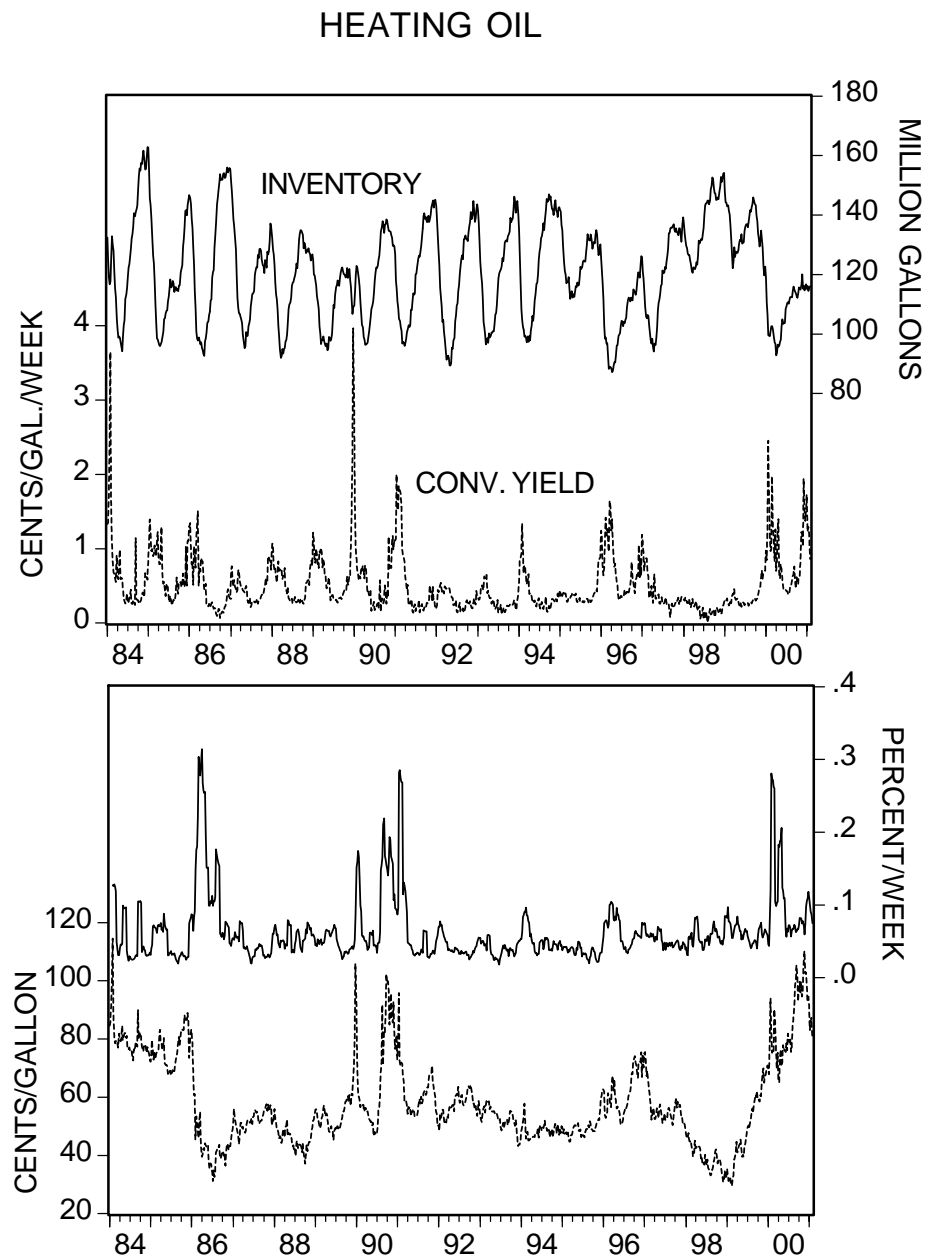 HEATING OIL
180
160
140
120
100
80
MILLION GALLONS
INVENTORY
4
3
2
1
0
CENTS/GAL./WEEK
CONV. YIELD
84 86 88 90 92 94 96 98 00
.4
.3
.2
.1
.0
PERCENT/WEEK
120
100
80
60
40
20
CENTS/GALLON
84 86 88 90 92 94 96 98 00